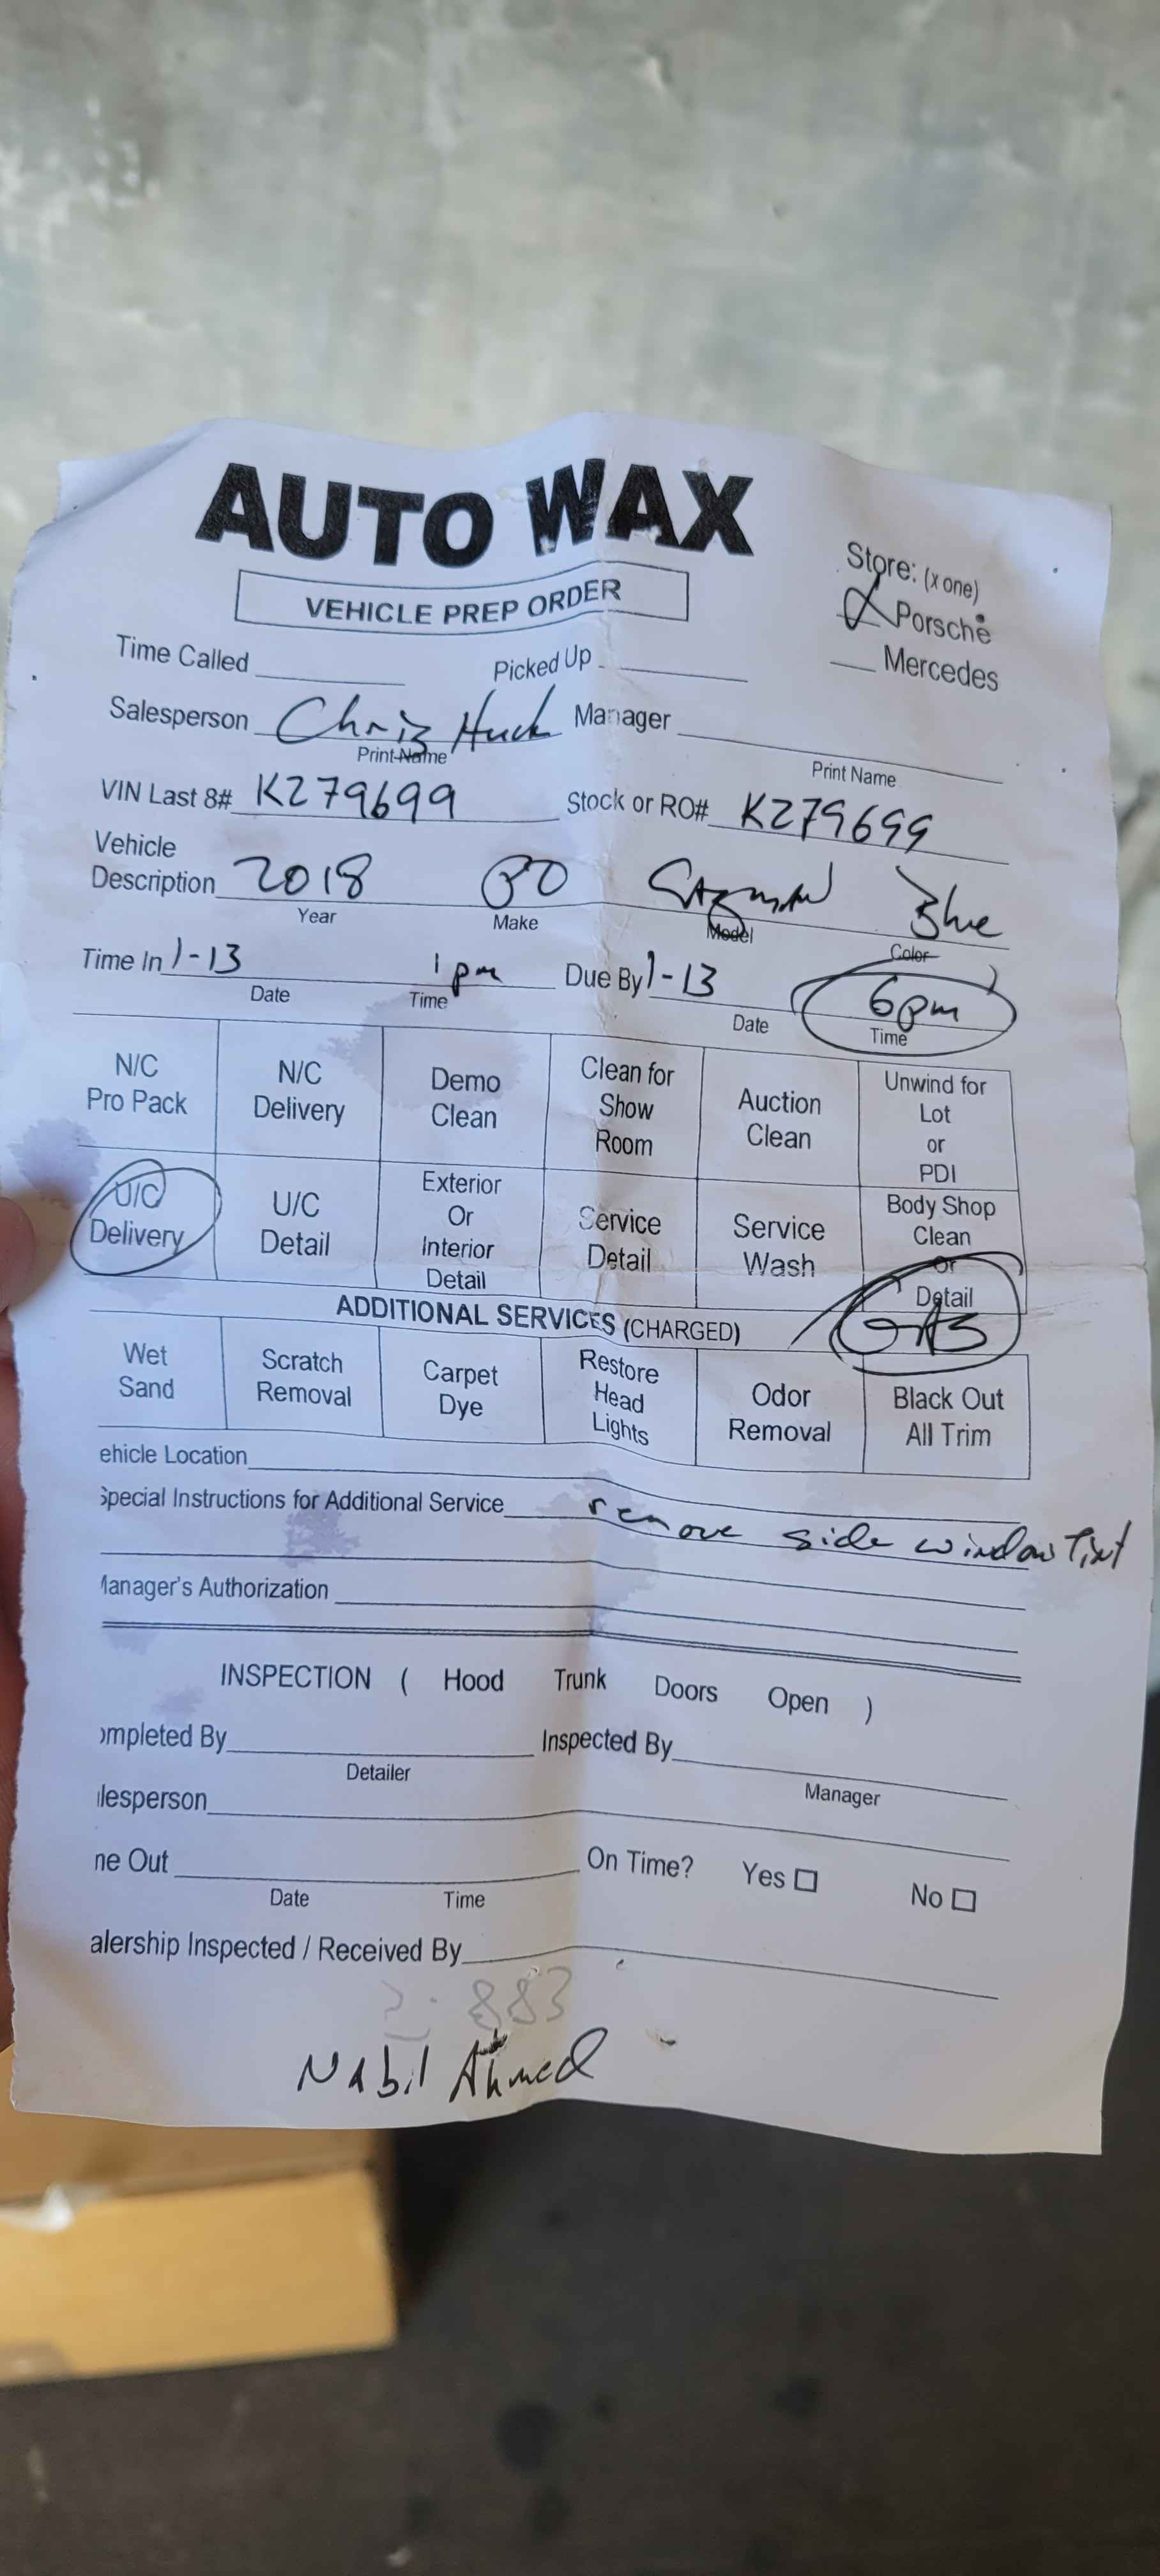 AUTO WAX
VEHICLE PREP ORDER
Store: (x one)
Porsche
Mercedes
Time Called
Picked Up
Salesperson Chris Huck Manager
Print Name
Print Name
VIN Last 8# K279699 Stock or RO# K279699
Vehicle
Description 2018 PO Blue
Year Make Model Color
Time In 1-13 1pm Due By 1-13 6pm
Date Time Date Time
N/C Pro Pack N/C Delivery Demo Clean Clean for Show Room Auction Clean Unwind for Lot or PDI
U/C Delivery U/C Detail Exterior Or Interior Detail Service Detail Service Wash Body Shop Clean or Detail
ADDITIONAL SERVICES (CHARGED) GAS
Wet Sand Scratch Removal Carpet Dye Restore Head Lights Odor Removal Black Out All Trim
ehicle Location
Special Instructions for Additional Service remove side window Tint
Manager's Authorization
INSPECTION ( Hood Trunk Doors Open )
ompleted By Inspected By
Detailer Manager
lesperson
ne Out On Time? Yes No
Date Time
alership Inspected / Received By
883
Nabil Ahmed